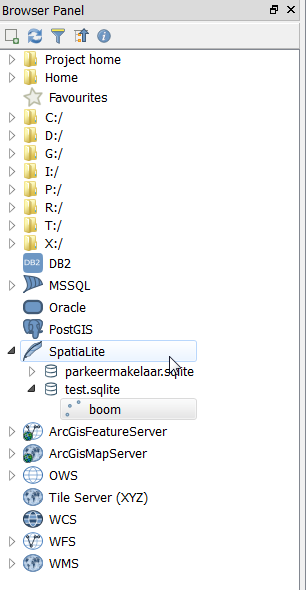 Browser Panel
Project home
Home
Favourites
C:/
D:/
G:/
I:/
P:/
R:/
T:/
X:/
DB2
DB2
MSSQL
Oracle
PostGIS
SpatiaLite
parkeermakelaar.sqlite
test.sqlite
boom
ArcGisFeatureServer
ArcGisMapServer
OWS
Tile Server (XYZ)
WCS
WFS
WMS